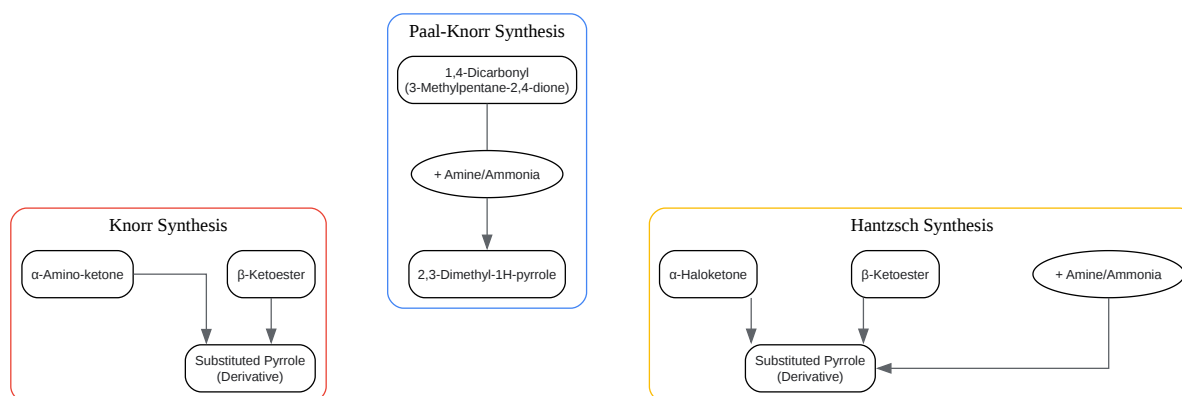 Paal-Knorr Synthesis
1,4-Dicarbonyl
(3-Methylpentane-2,4-dione)
+ Amine/Ammonia
2,3-Dimethyl-1H-pyrrole
Knorr Synthesis
α-Amino-ketone
β-Ketoester
Substituted Pyrrole
(Derivative)
Hantzsch Synthesis
α-Haloketone
β-Ketoester
+ Amine/Ammonia
Substituted Pyrrole
(Derivative)